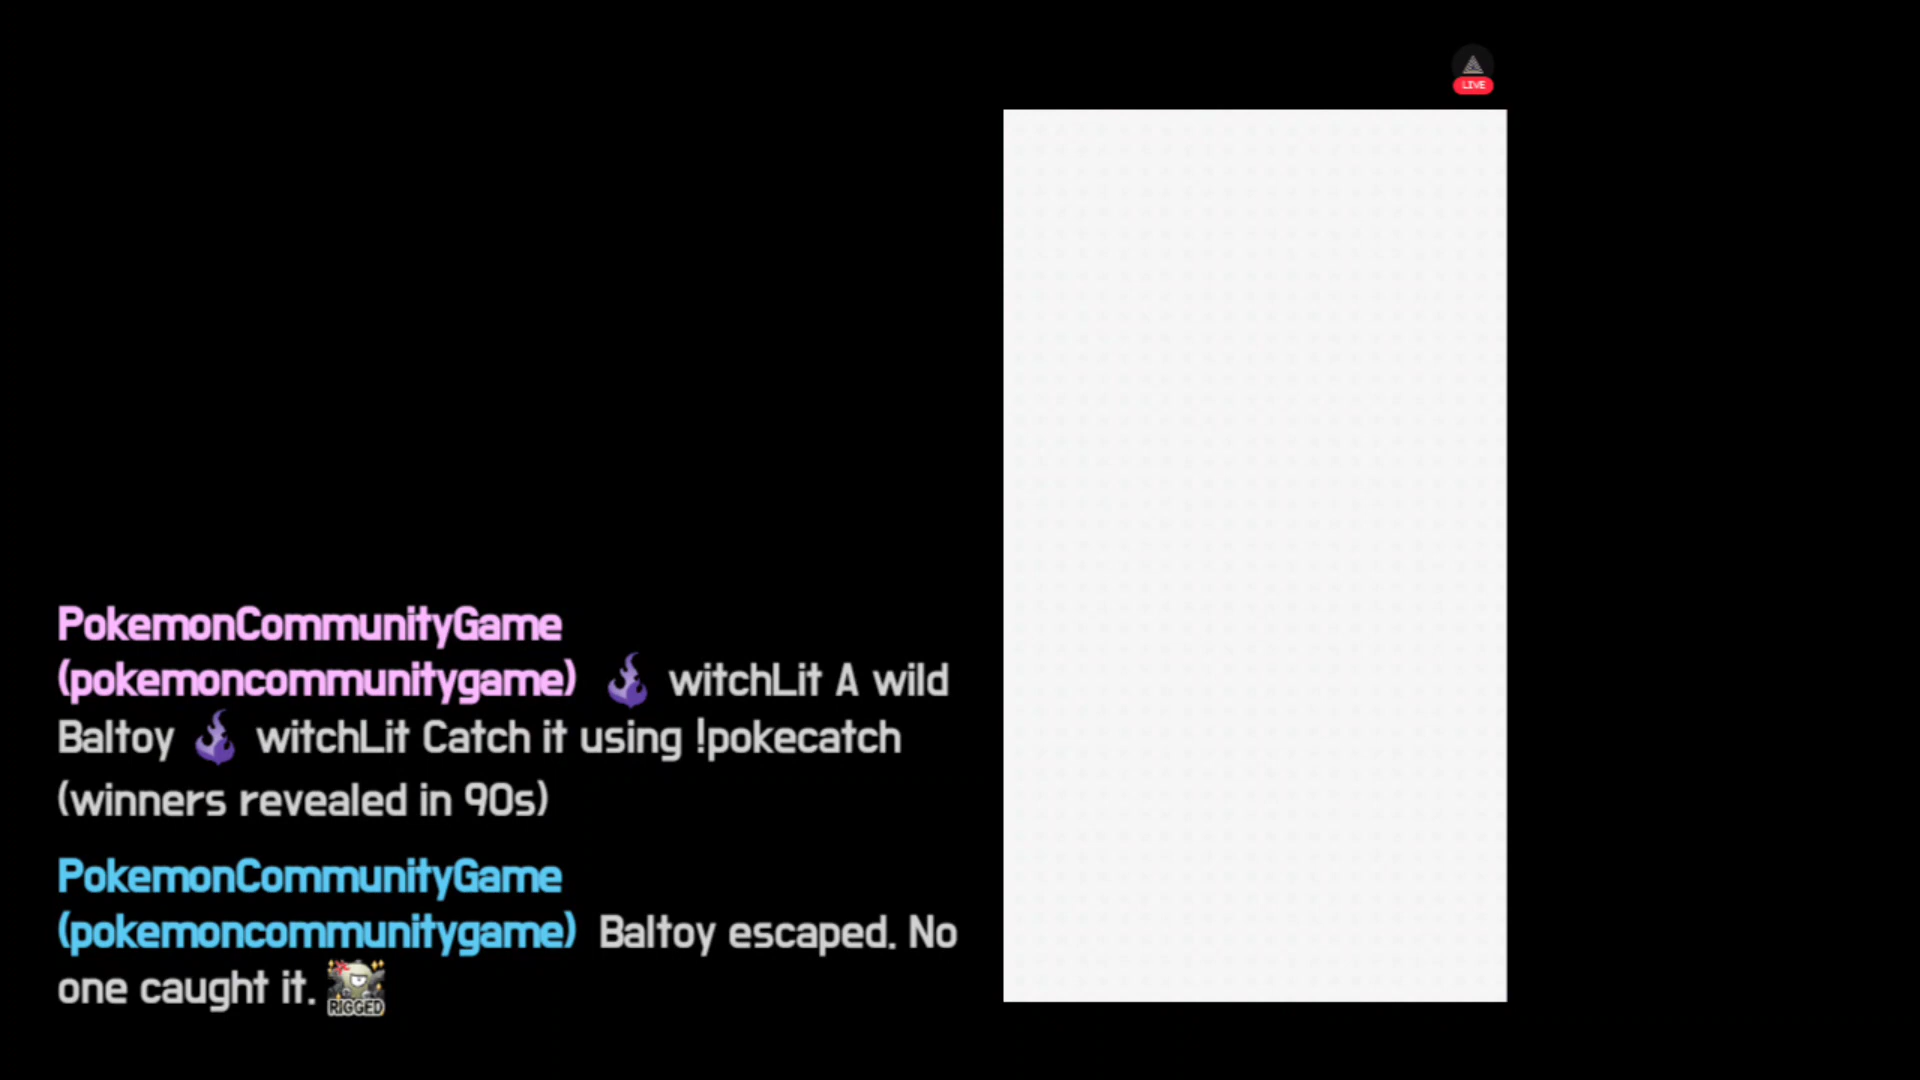 LIVE
PokemonCommunityGame
(pokemoncommunitygame) witchLit A wild
Baltoy witchLit Catch it using !pokecatch
(winners revealed in 90s)
PokemonCommunityGame
(pokemoncommunitygame) Baltoy escaped. No
one caught it. RIGGED